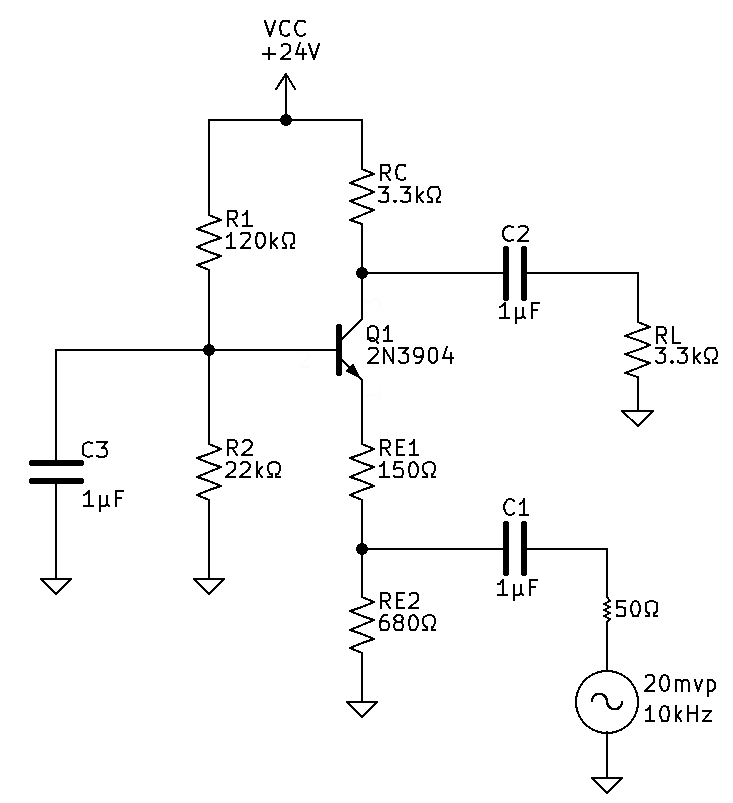 VCC
+24V
RC
3.3kΩ
R1
120kΩ
C2
1µF
Q1
2N3904
RL
3.3kΩ
C3
1µF
R2
22kΩ
RE1
150Ω
C1
1µF
RE2
680Ω
50Ω
20mvp
10kHz